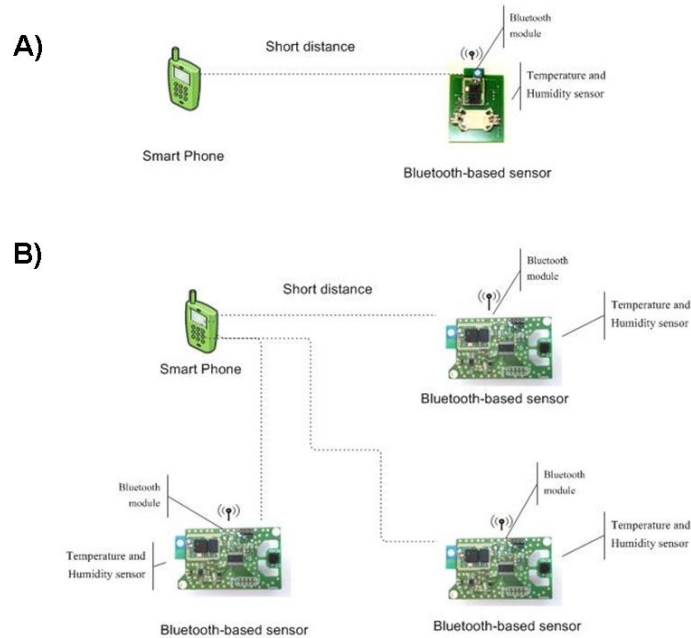 A)
Short distance
Bluetooth
module
Temperature and
Humidity sensor
Smart Phone
Bluetooth-based sensor
B)
Short distance
Bluetooth
module
Temperature and
Humidity sensor
Smart Phone
Bluetooth-based sensor
Bluetooth
module
Temperature and
Humidity sensor
Bluetooth-based sensor
Bluetooth
module
Temperature and
Humidity sensor
Bluetooth-based sensor